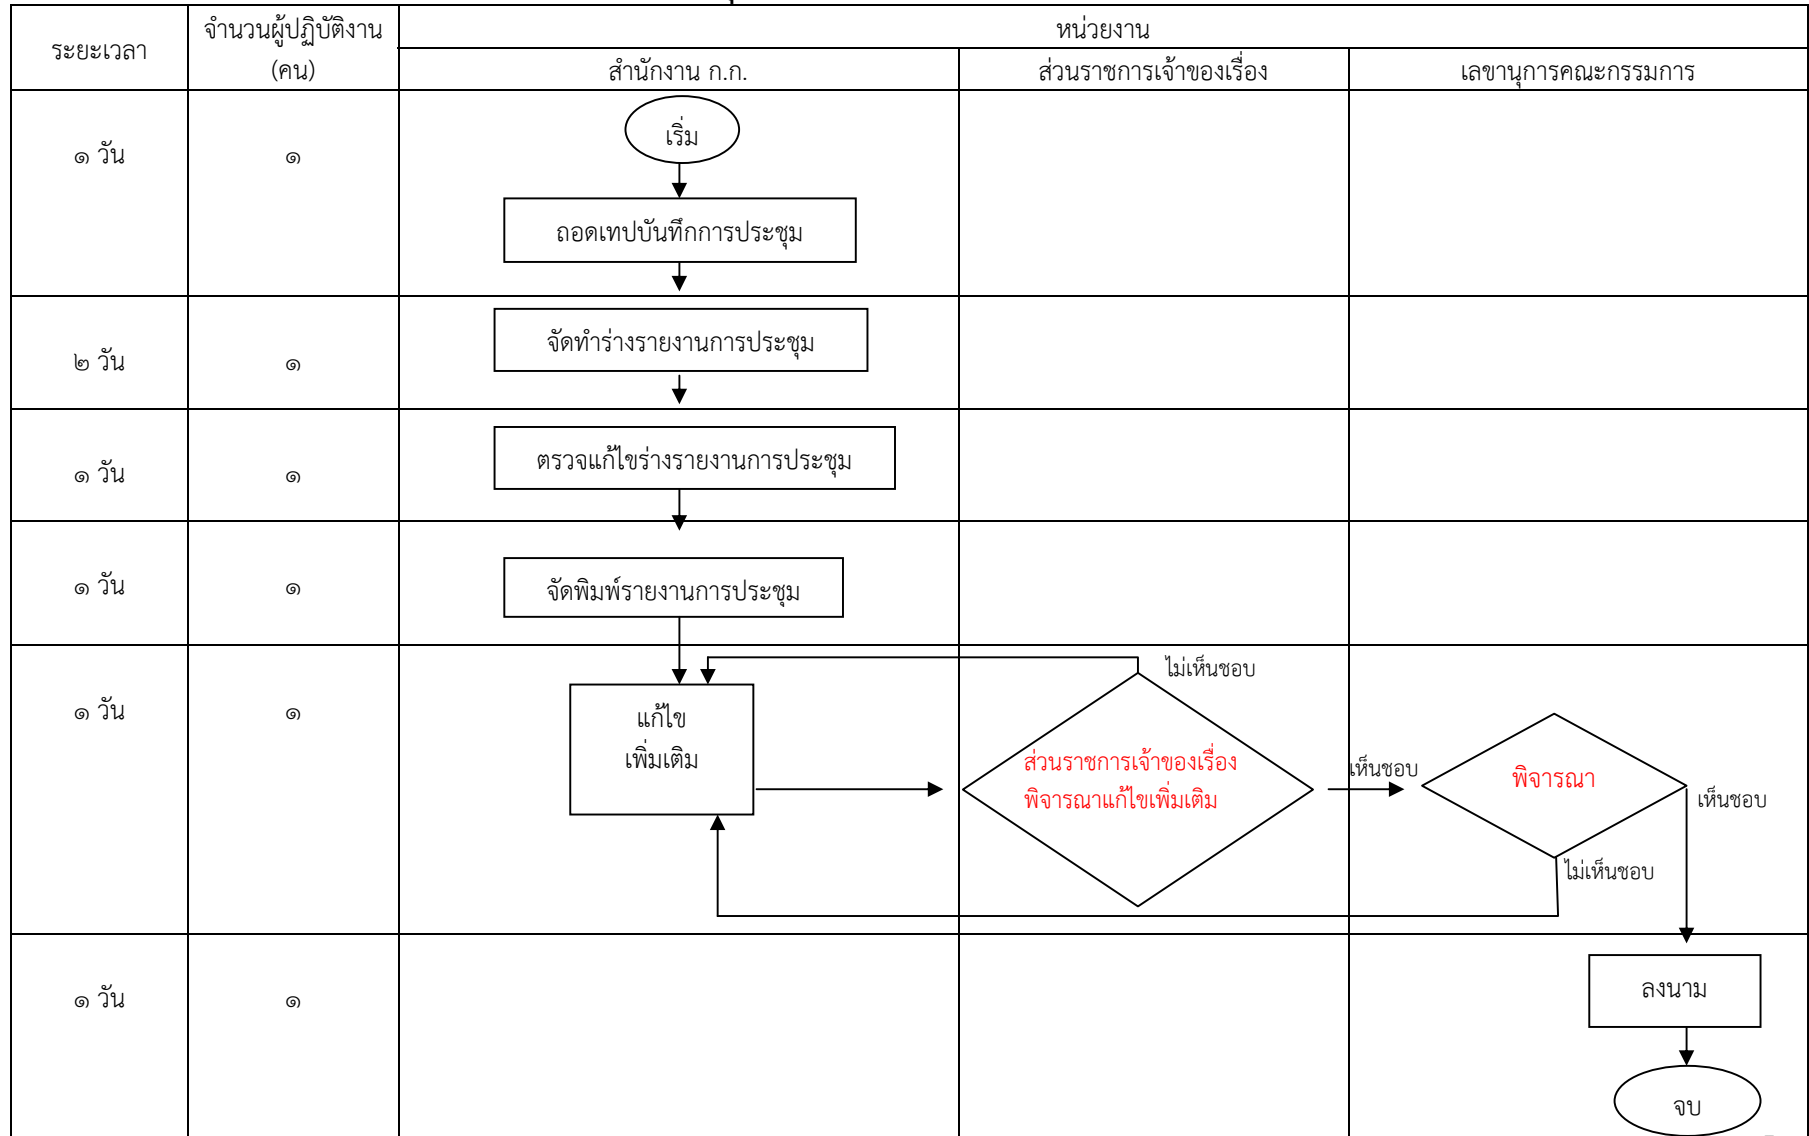 ระยะเวลา
จำนวนผู้ปฏิบัติงาน
(คน)
หน่วยงาน
สำนักงาน ก.ก.
ส่วนราชการเจ้าของเรื่อง
เลขานุการคณะกรรมการ
๑ วัน
๑
เริ่ม
ถอดเทปบันทึกการประชุม
๒ วัน
๑
จัดทำร่างรายงานการประชุม
๑ วัน
๑
ตรวจแก้ไขร่างรายงานการประชุม
๑ วัน
๑
จัดพิมพ์รายงานการประชุม
๑ วัน
๑
แก้ไข
เพิ่มเติม
ไม่เห็นชอบ
ส่วนราชการเจ้าของเรื่อง
พิจารณาแก้ไขเพิ่มเติม
เห็นชอบ
พิจารณา
เห็นชอบ
ไม่เห็นชอบ
๑ วัน
๑
ลงนาม
จบ